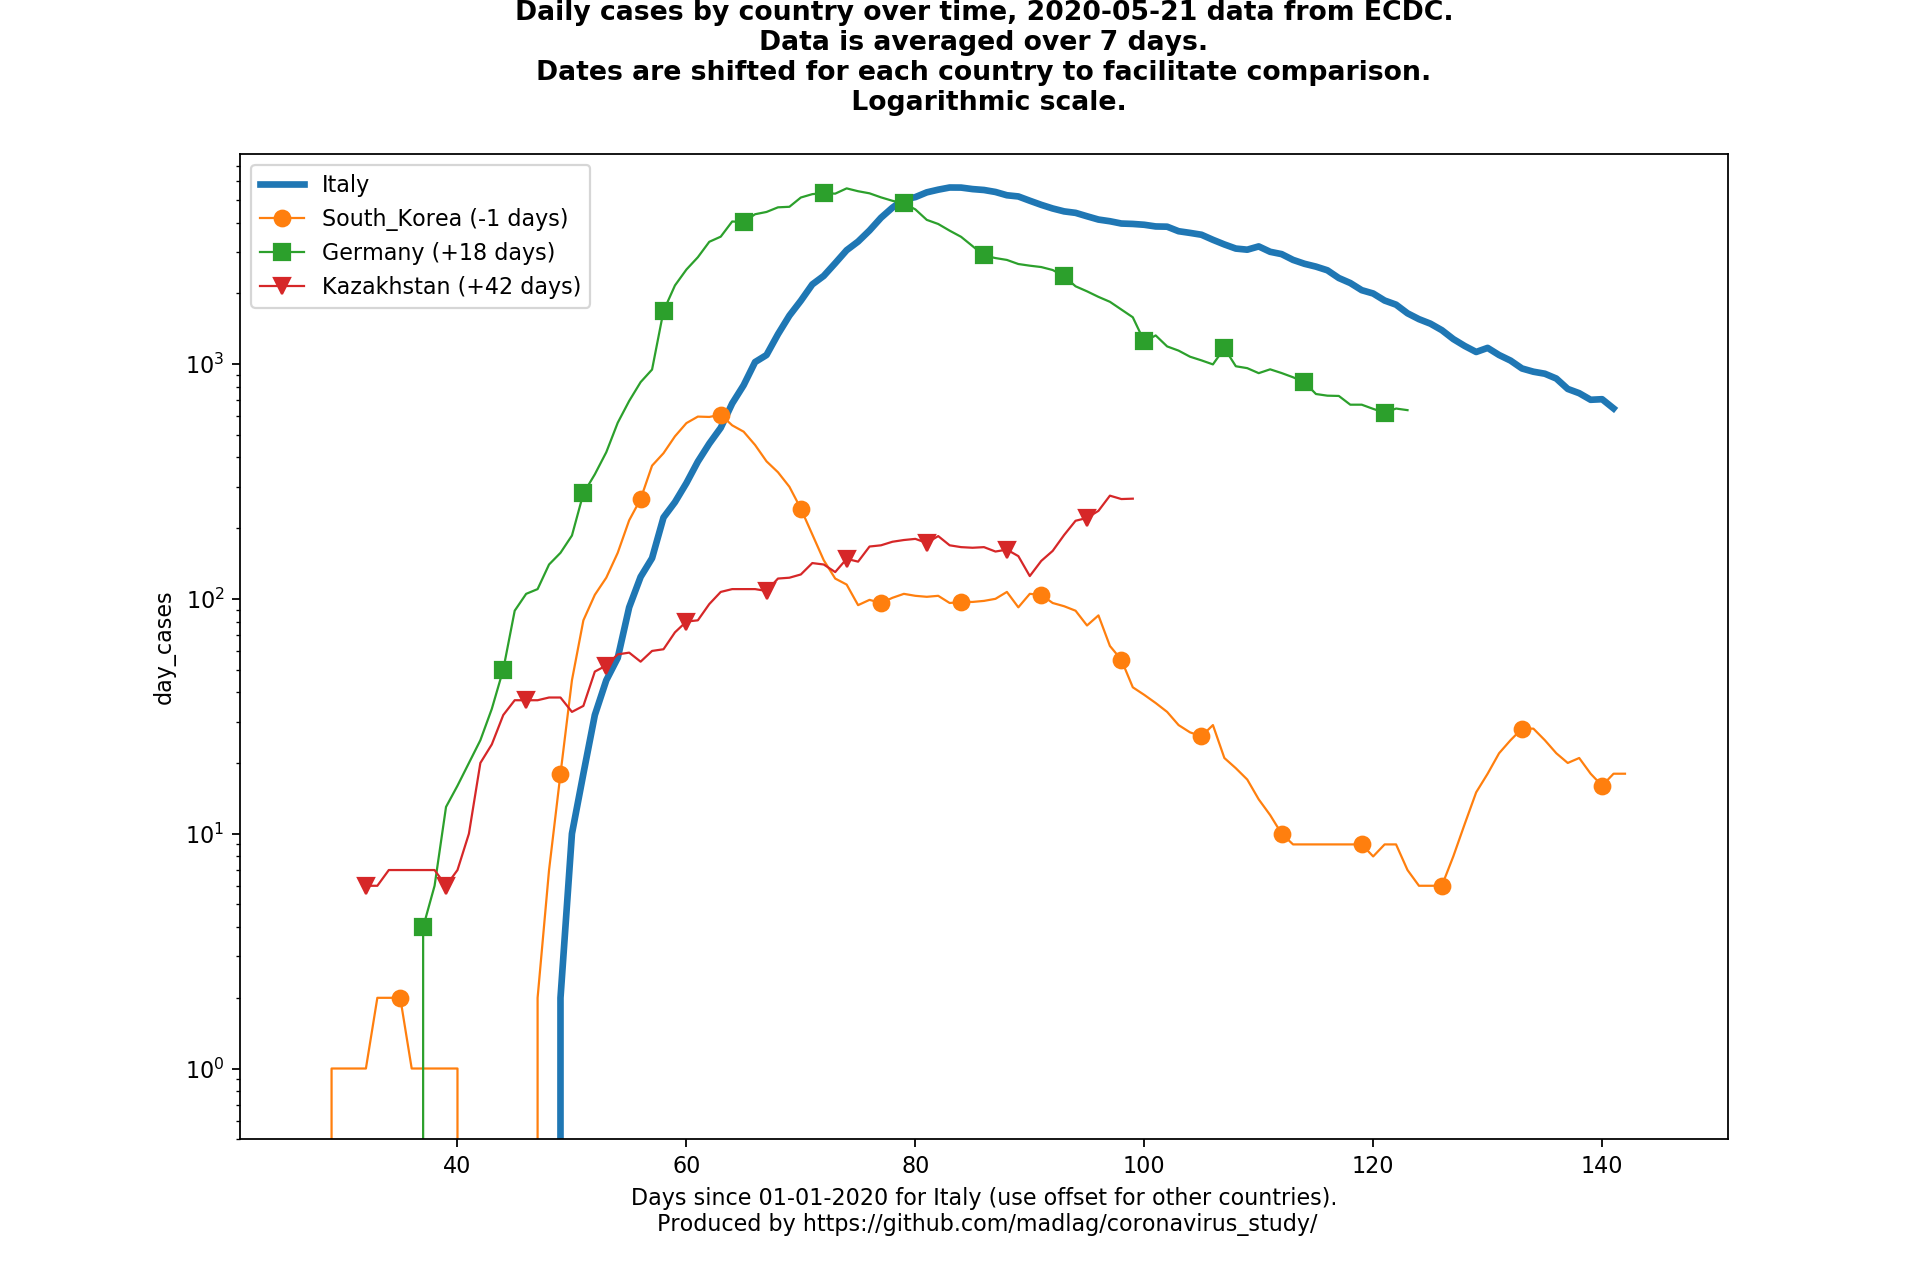 Daily cases by country over time, 2020-05-21 data from ECDC.
Data is averaged over 7 days.
Dates are shifted for each country to facilitate comparison.
Logarithmic scale.
Italy
South_Korea (-1 days)
Germany (+18 days)
Kazakhstan (+42 days)
10³
10²
10¹
10⁰
day_cases
40 60 80 100 120 140
Days since 01-01-2020 for Italy (use offset for other countries).
Produced by https://github.com/madlag/coronavirus_study/